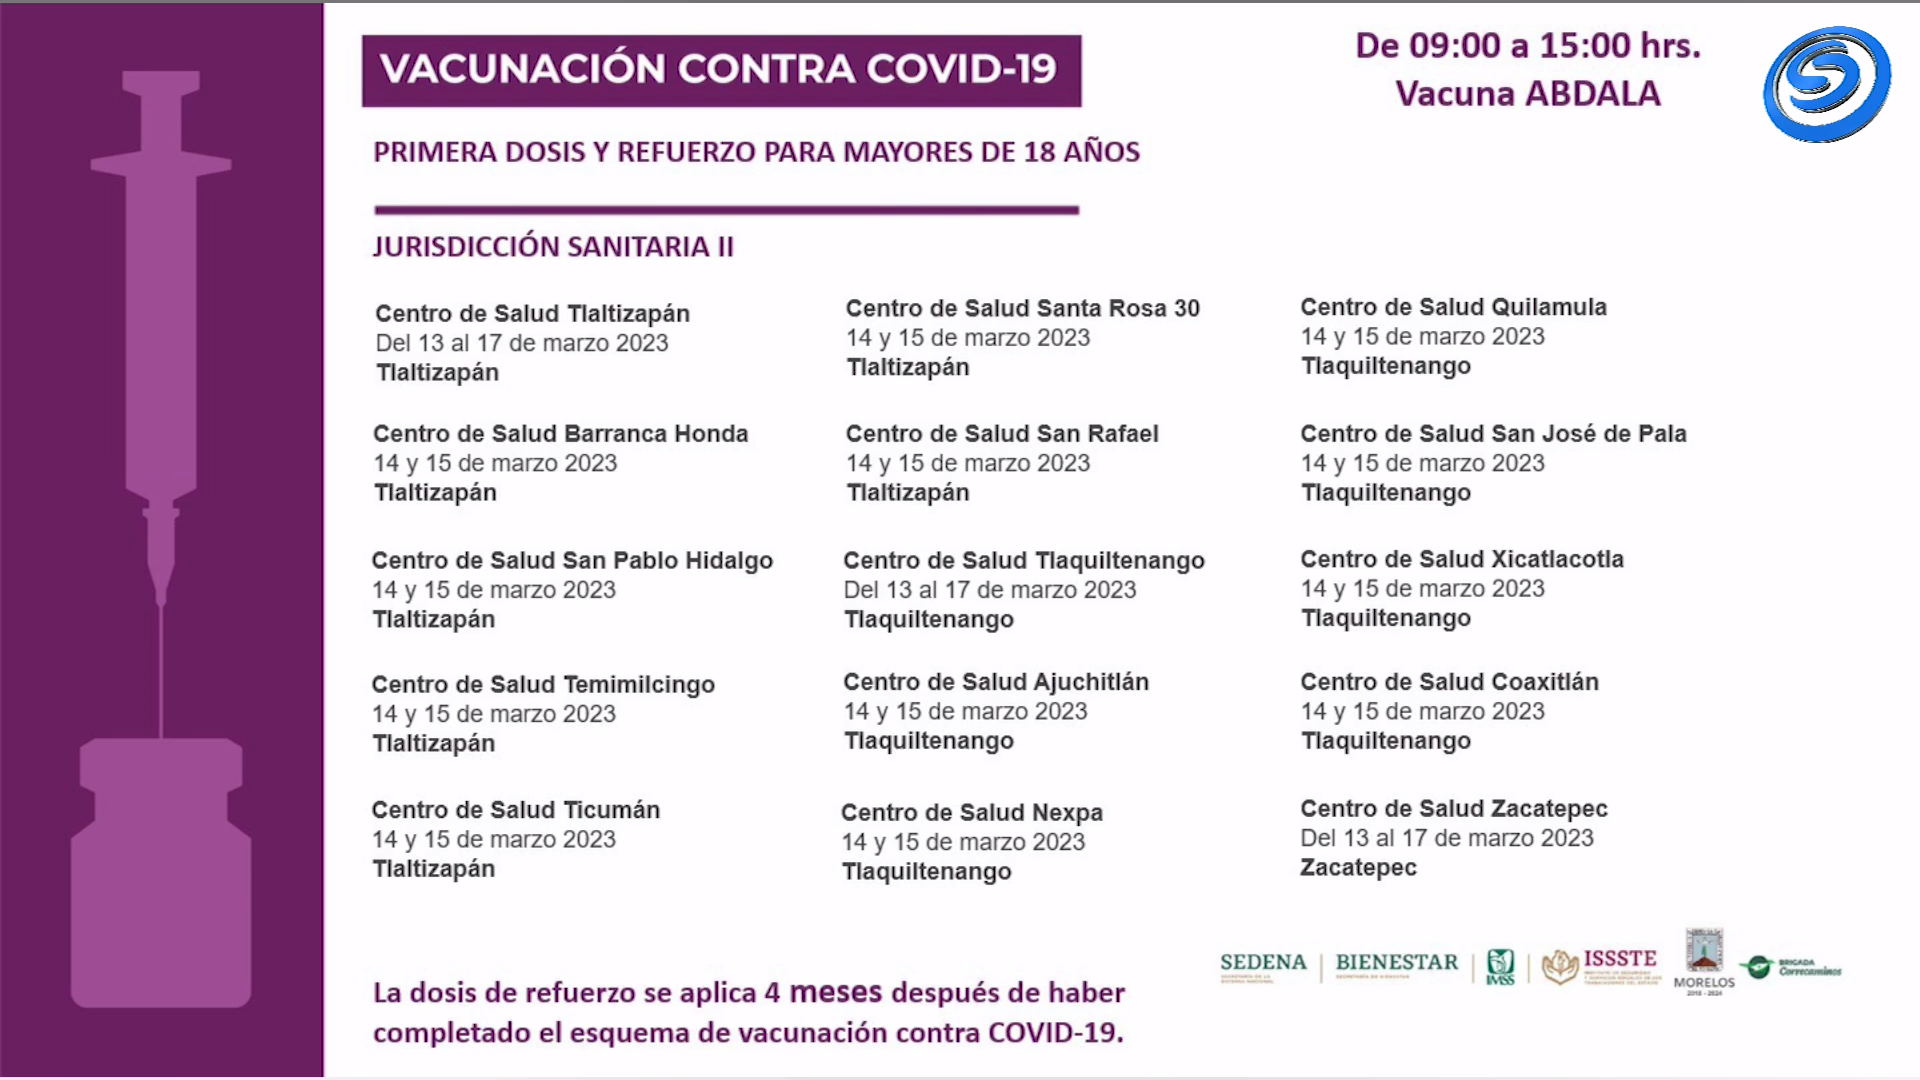 VACUNACIÓN CONTRA COVID-19
De 09:00 a 15:00 hrs.
Vacuna ABDALA
PRIMERA DOSIS Y REFUERZO PARA MAYORES DE 18 AÑOS
JURISDICCIÓN SANITARIA II
Centro de Salud Tlaltizapán
Del 13 al 17 de marzo 2023
Tlaltizapán
Centro de Salud Barranca Honda
14 y 15 de marzo 2023
Tlaltizapán
Centro de Salud San Pablo Hidalgo
14 y 15 de marzo 2023
Tlaltizapán
Centro de Salud Temimilcingo
14 y 15 de marzo 2023
Tlaltizapán
Centro de Salud Ticumán
14 y 15 de marzo 2023
Tlaltizapán
Centro de Salud Santa Rosa 30
14 y 15 de marzo 2023
Tlaltizapán
Centro de Salud San Rafael
14 y 15 de marzo 2023
Tlaltizapán
Centro de Salud Tlaquiltenango
Del 13 al 17 de marzo 2023
Tlaquiltenango
Centro de Salud Ajuchitlán
14 y 15 de marzo 2023
Tlaquiltenango
Centro de Salud Nexpa
14 y 15 de marzo 2023
Tlaquiltenango
Centro de Salud Quilamula
14 y 15 de marzo 2023
Tlaquiltenango
Centro de Salud San José de Pala
14 y 15 de marzo 2023
Tlaquiltenango
Centro de Salud Xicatlacotla
14 y 15 de marzo 2023
Tlaquiltenango
Centro de Salud Coaxitlán
14 y 15 de marzo 2023
Tlaquiltenango
Centro de Salud Zacatepec
Del 13 al 17 de marzo 2023
Zacatepec
La dosis de refuerzo se aplica 4 meses después de haber
completado el esquema de vacunación contra COVID-19.
SEDENA
BIENESTAR
IMSS
ISSSTE
MORELOS
2018 - 2024
BRIGADA
Correcaminos